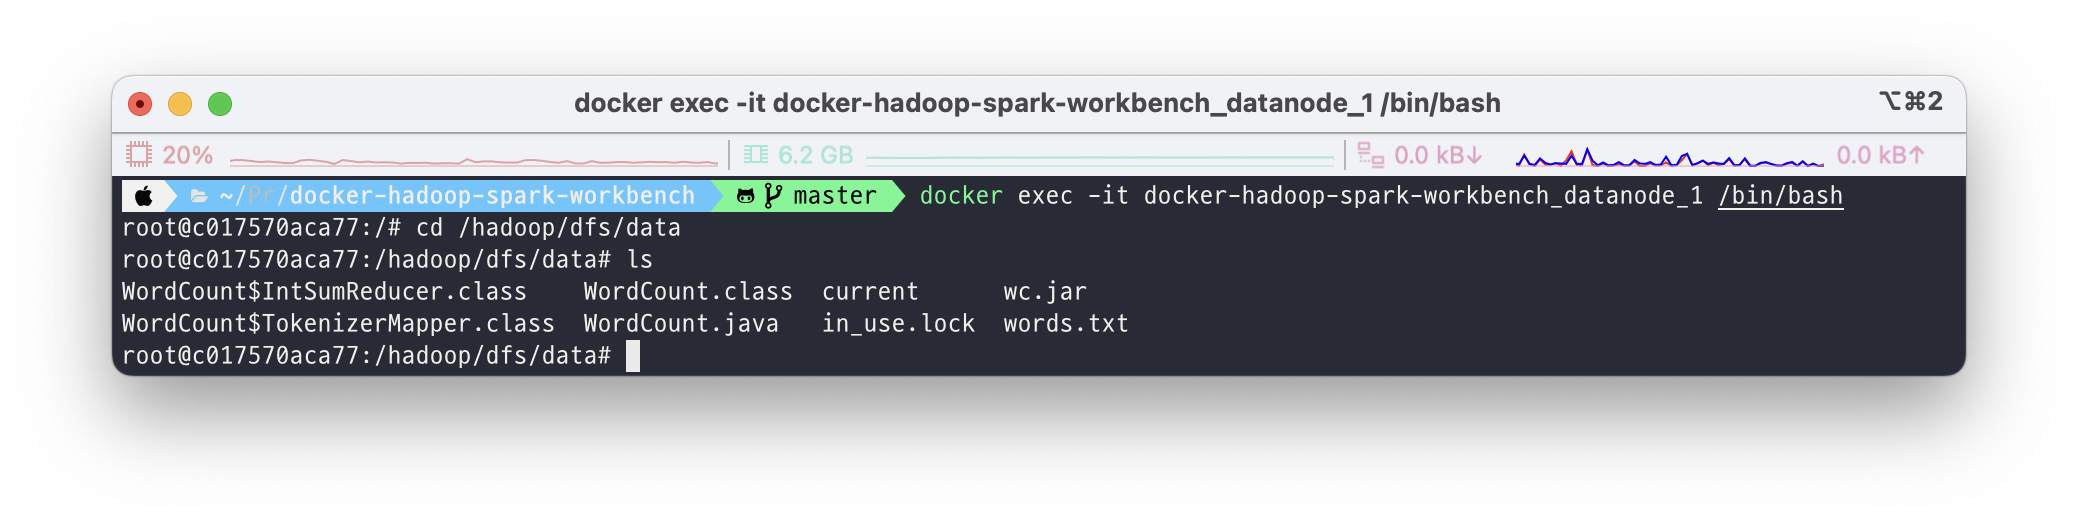 docker exec -it docker-hadoop-spark-workbench_datanode_1 /bin/bash
⌥⌘2
20% 6.2 GB 0.0 kB↓ 0.0 kB↑
~/Pr/docker-hadoop-spark-workbench master docker exec -it docker-hadoop-spark-workbench_datanode_1 /bin/bash
root@c017570aca77:/# cd /hadoop/dfs/data
root@c017570aca77:/hadoop/dfs/data# ls
WordCount$IntSumReducer.class    WordCount.class  current      wc.jar
WordCount$TokenizerMapper.class  WordCount.java   in_use.lock  words.txt
root@c017570aca77:/hadoop/dfs/data#